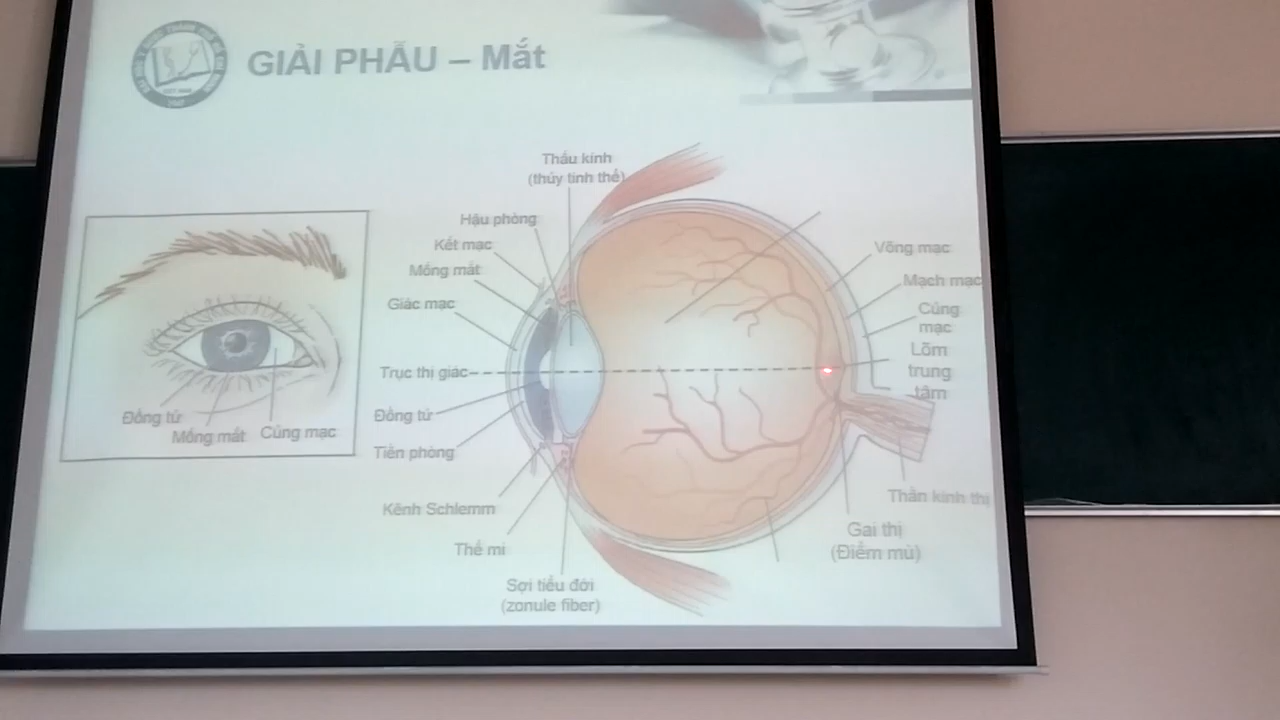 GIẢI PHẪU – Mắt
Thấu kính
(thủy tinh thể)
Hậu phòng
Kết mạc
Mống mắt
Giác mạc
Trục thị giác
Đồng tử
Tiền phòng
Kênh Schlemm
Thể mi
Sợi tiểu đới
(zonule fiber)
Võng mạc
Mạch mạc
Củng
mạc
Lõm
trung
tâm
Thần kinh thị
Gai thị
(Điểm mù)
Đồng tử
Mống mắt
Củng mạc